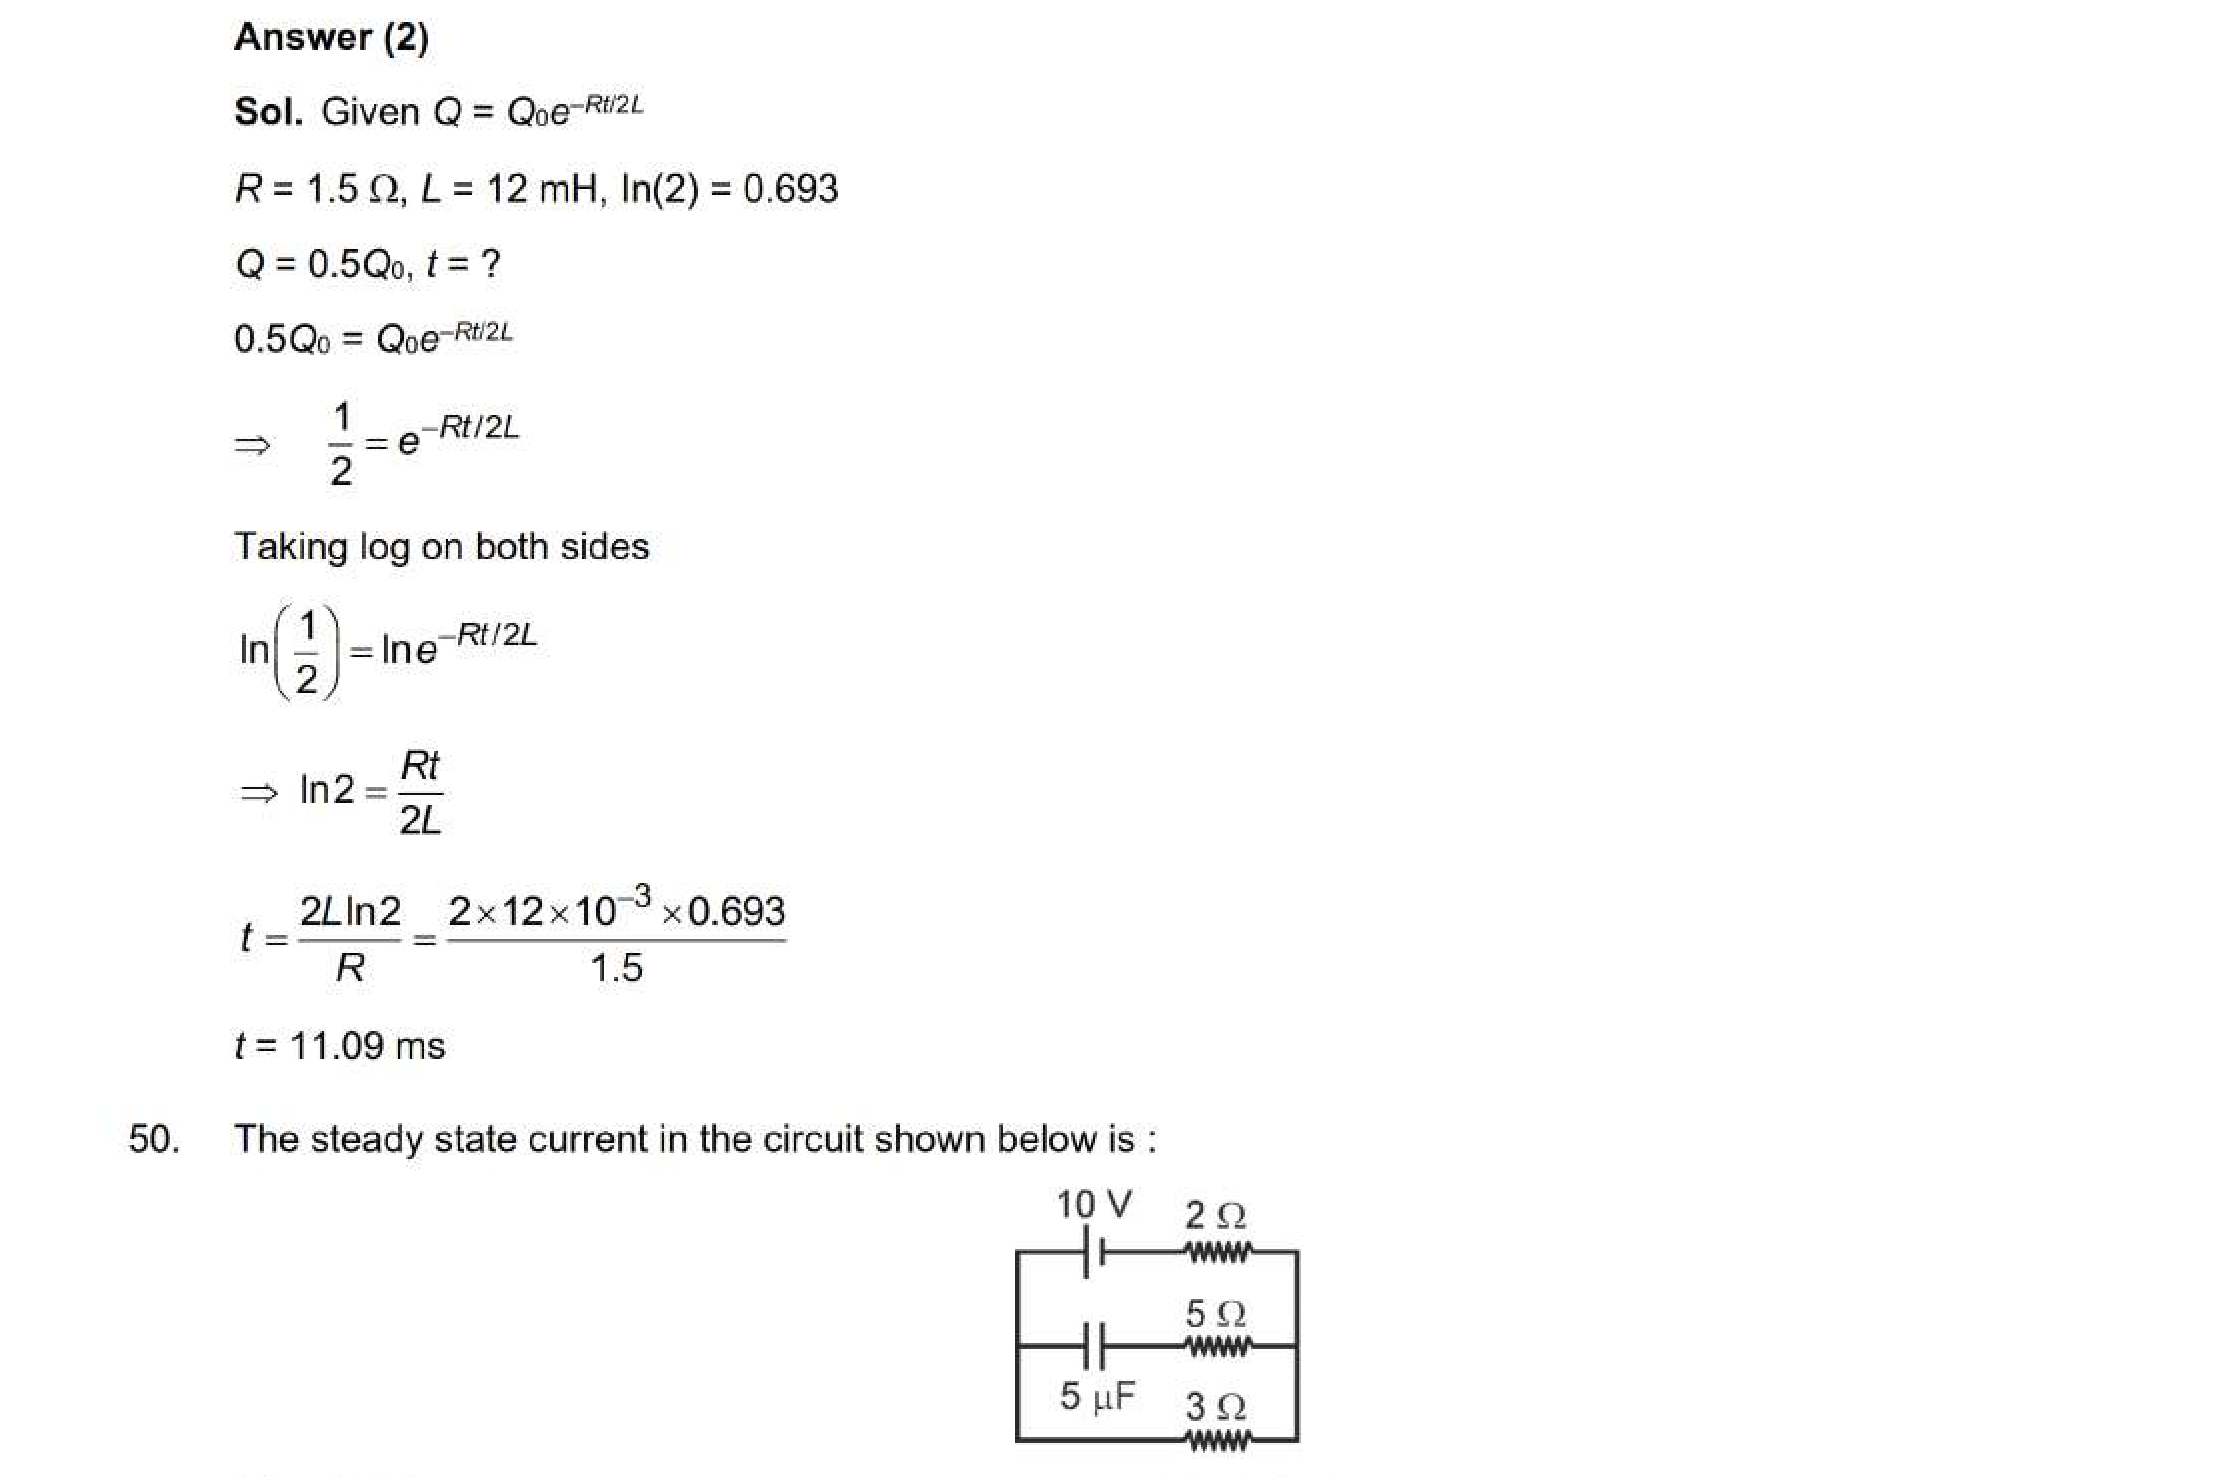 Answer (2)
Sol. Given Q = Q₀e^–Rt/2L
R = 1.5 Ω, L = 12 mH, ln(2) = 0.693
Q = 0.5Q₀, t = ?
0.5Q₀ = Q₀e^–Rt/2L
⇒ 1/2 = e^–Rt/2L
Taking log on both sides
ln(1/2) = ln e^–Rt/2L
⇒ ln2 = Rt/2L
t = 2L ln2/R = 2×12×10^–3×0.693/1.5
t = 11.09 ms
50. The steady state current in the circuit shown below is :
10 V 2 Ω
5 Ω
5 μF 3 Ω